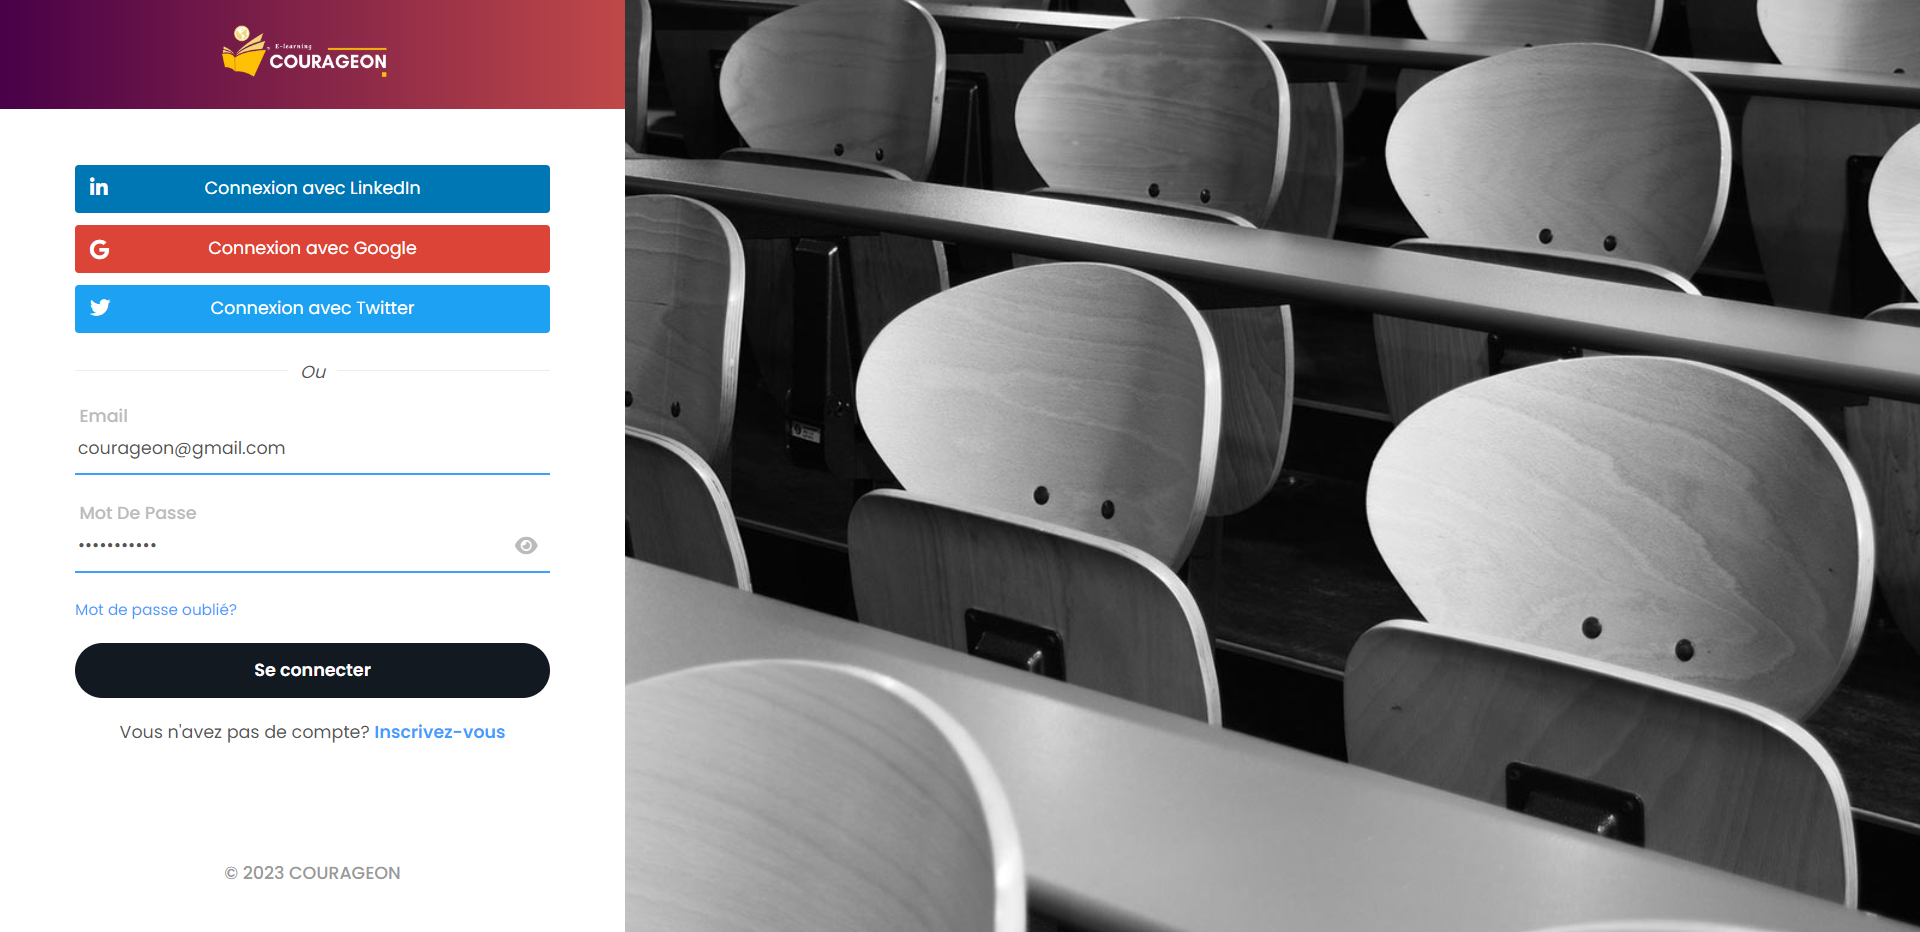 E-learning
COURAGEON
Connexion avec LinkedIn
Connexion avec Google
Connexion avec Twitter
Ou
Email
courageon@gmail.com
Mot De Passe
•••••••••••
Mot de passe oublié?
Se connecter
Vous n'avez pas de compte? Inscrivez-vous
© 2023 COURAGEON